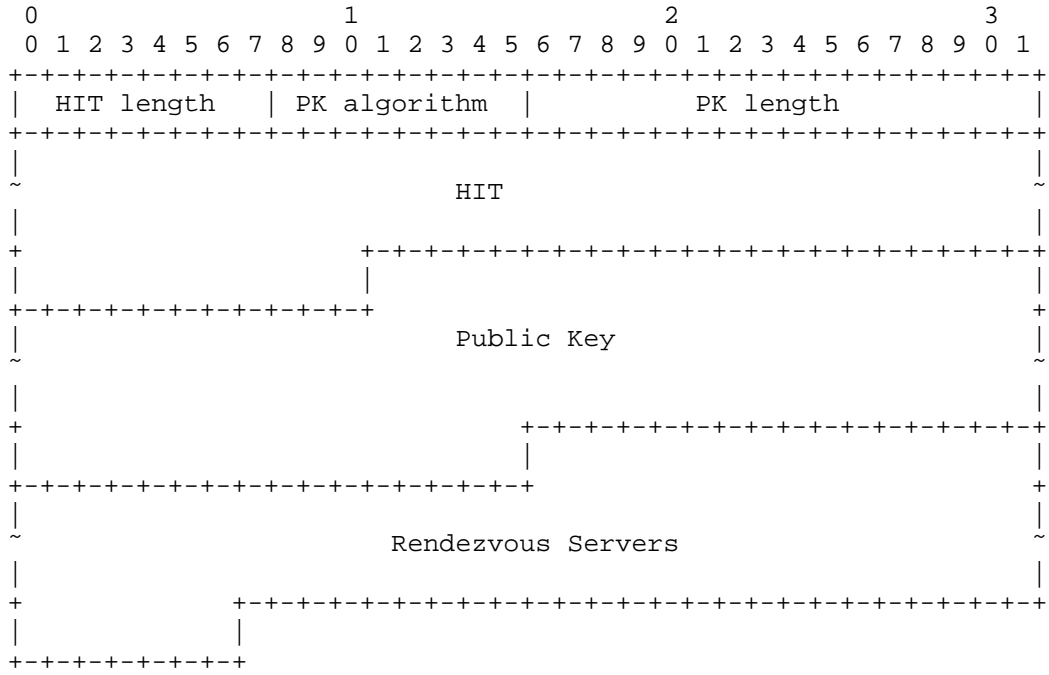 0                   1                   2                   3
0 1 2 3 4 5 6 7 8 9 0 1 2 3 4 5 6 7 8 9 0 1 2 3 4 5 6 7 8 9 0 1
HIT length | PK algorithm | PK length
HIT
Public Key
Rendezvous Servers